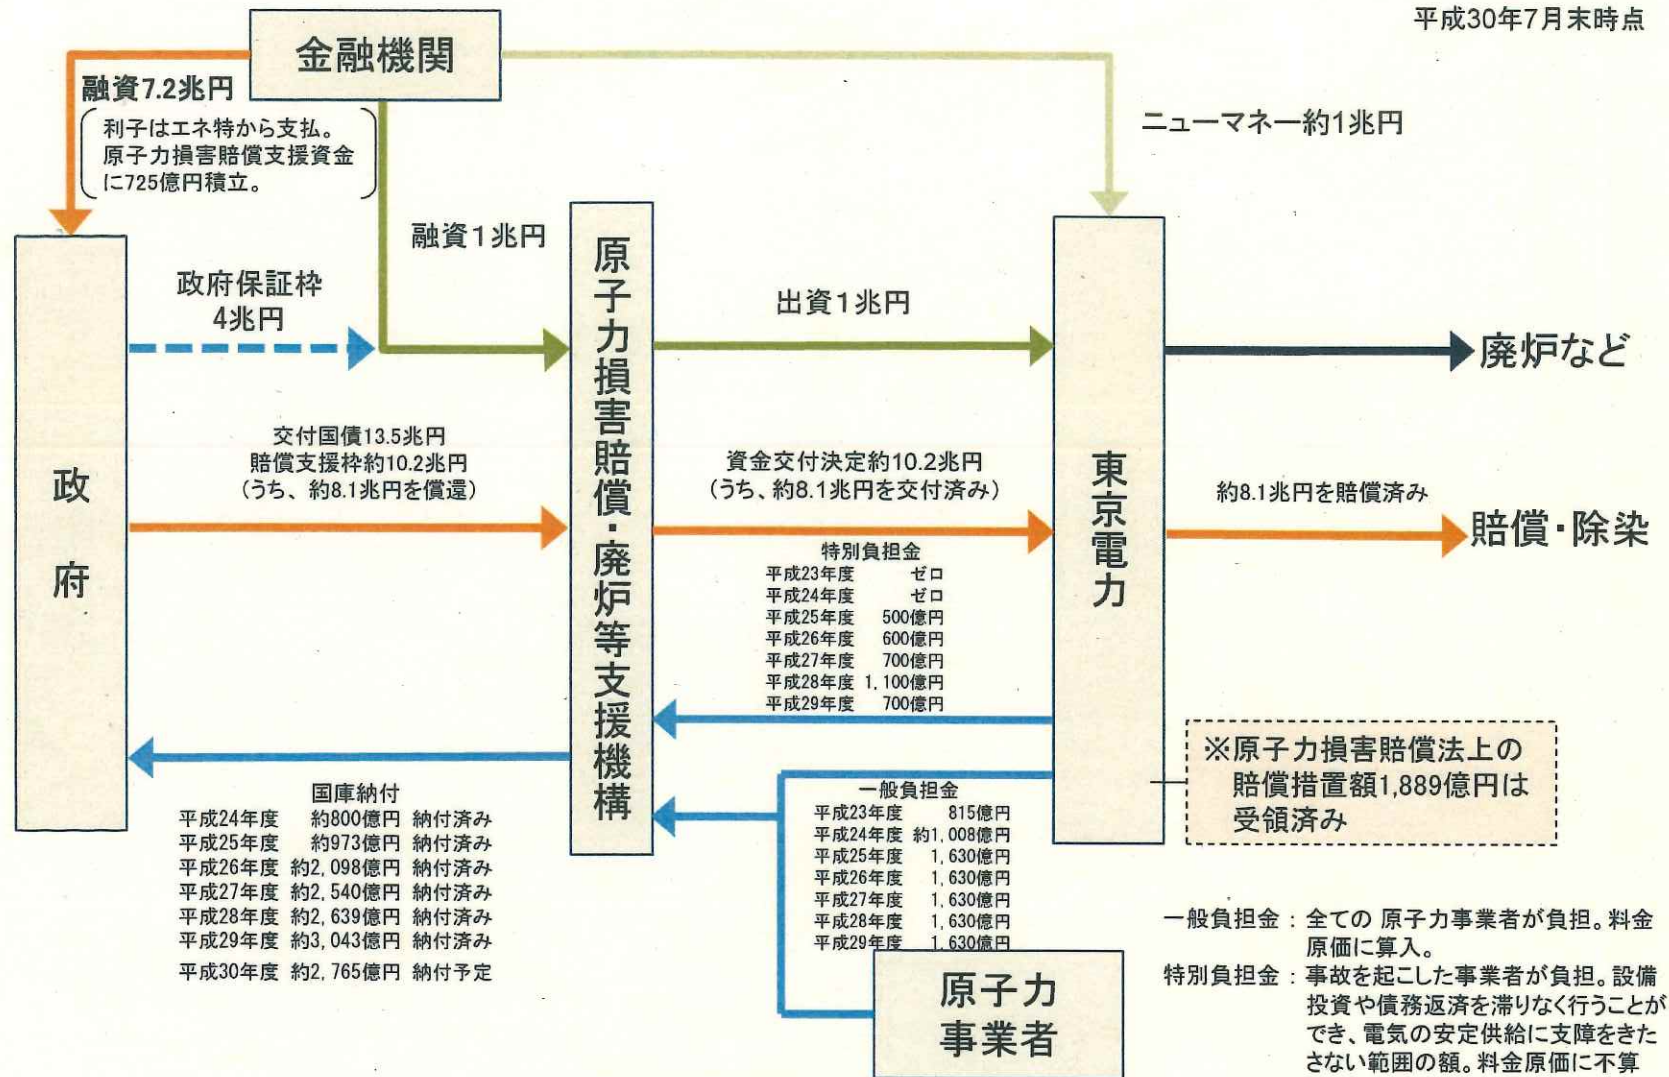 平成30年7月末時点
金融機関
融資7.2兆円
利子はエネ特から支払。
原子力損害賠償支援資金
に725億円積立。
ニューマネー約1兆円
融資1兆円
政府保証枠
4兆円
出資1兆円
政府
原子力損害賠償・廃炉等支援機構
東京電力
廃炉など
交付国債13.5兆円
賠償支援枠約10.2兆円
(うち、約8.1兆円を償還)
資金交付決定約10.2兆円
(うち、約8.1兆円を交付済み)
約8.1兆円を賠償済み
賠償・除染
特別負担金
平成23年度 ゼロ
平成24年度 ゼロ
平成25年度 500億円
平成26年度 600億円
平成27年度 700億円
平成28年度 1,100億円
平成29年度 700億円
※原子力損害賠償法上の
賠償措置額1,889億円は
受領済み
国庫納付
平成24年度 約800億円 納付済み
平成25年度 約973億円 納付済み
平成26年度 約2,098億円 納付済み
平成27年度 約2,540億円 納付済み
平成28年度 約2,639億円 納付済み
平成29年度 約3,043億円 納付済み
平成30年度 約2,765億円 納付予定
一般負担金
平成23年度 815億円
平成24年度 約1,008億円
平成25年度 1,630億円
平成26年度 1,630億円
平成27年度 1,630億円
平成28年度 1,630億円
平成29年度 1,630億円
原子力
事業者
一般負担金：全ての 原子力事業者が負担。料金
原価に算入。
特別負担金：事故を起こした事業者が負担。設備
投資や債務返済を滞りなく行うことが
でき、電気の安定供給に支障をきた
さない範囲の額。料金原価に不算